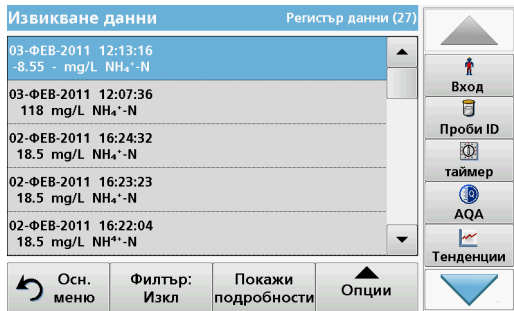 Извикване данни Регистър данни (27)
03-ФЕВ-2011 12:13:16
-8.55 - mg/L NH₄⁺-N
03-ФЕВ-2011 12:07:36
118 mg/L NH₄⁺-N
02-ФЕВ-2011 16:24:32
18.5 mg/L NH₄⁺-N
02-ФЕВ-2011 16:23:23
18.5 mg/L NH₄⁺-N
02-ФЕВ-2011 16:22:04
18.5 mg/L NH⁴⁺-N
Осн.
меню
Филтър:
Изкл
Покажи
подробности
Опции
Вход
Проби ID
таймер
AQA
Тенденции